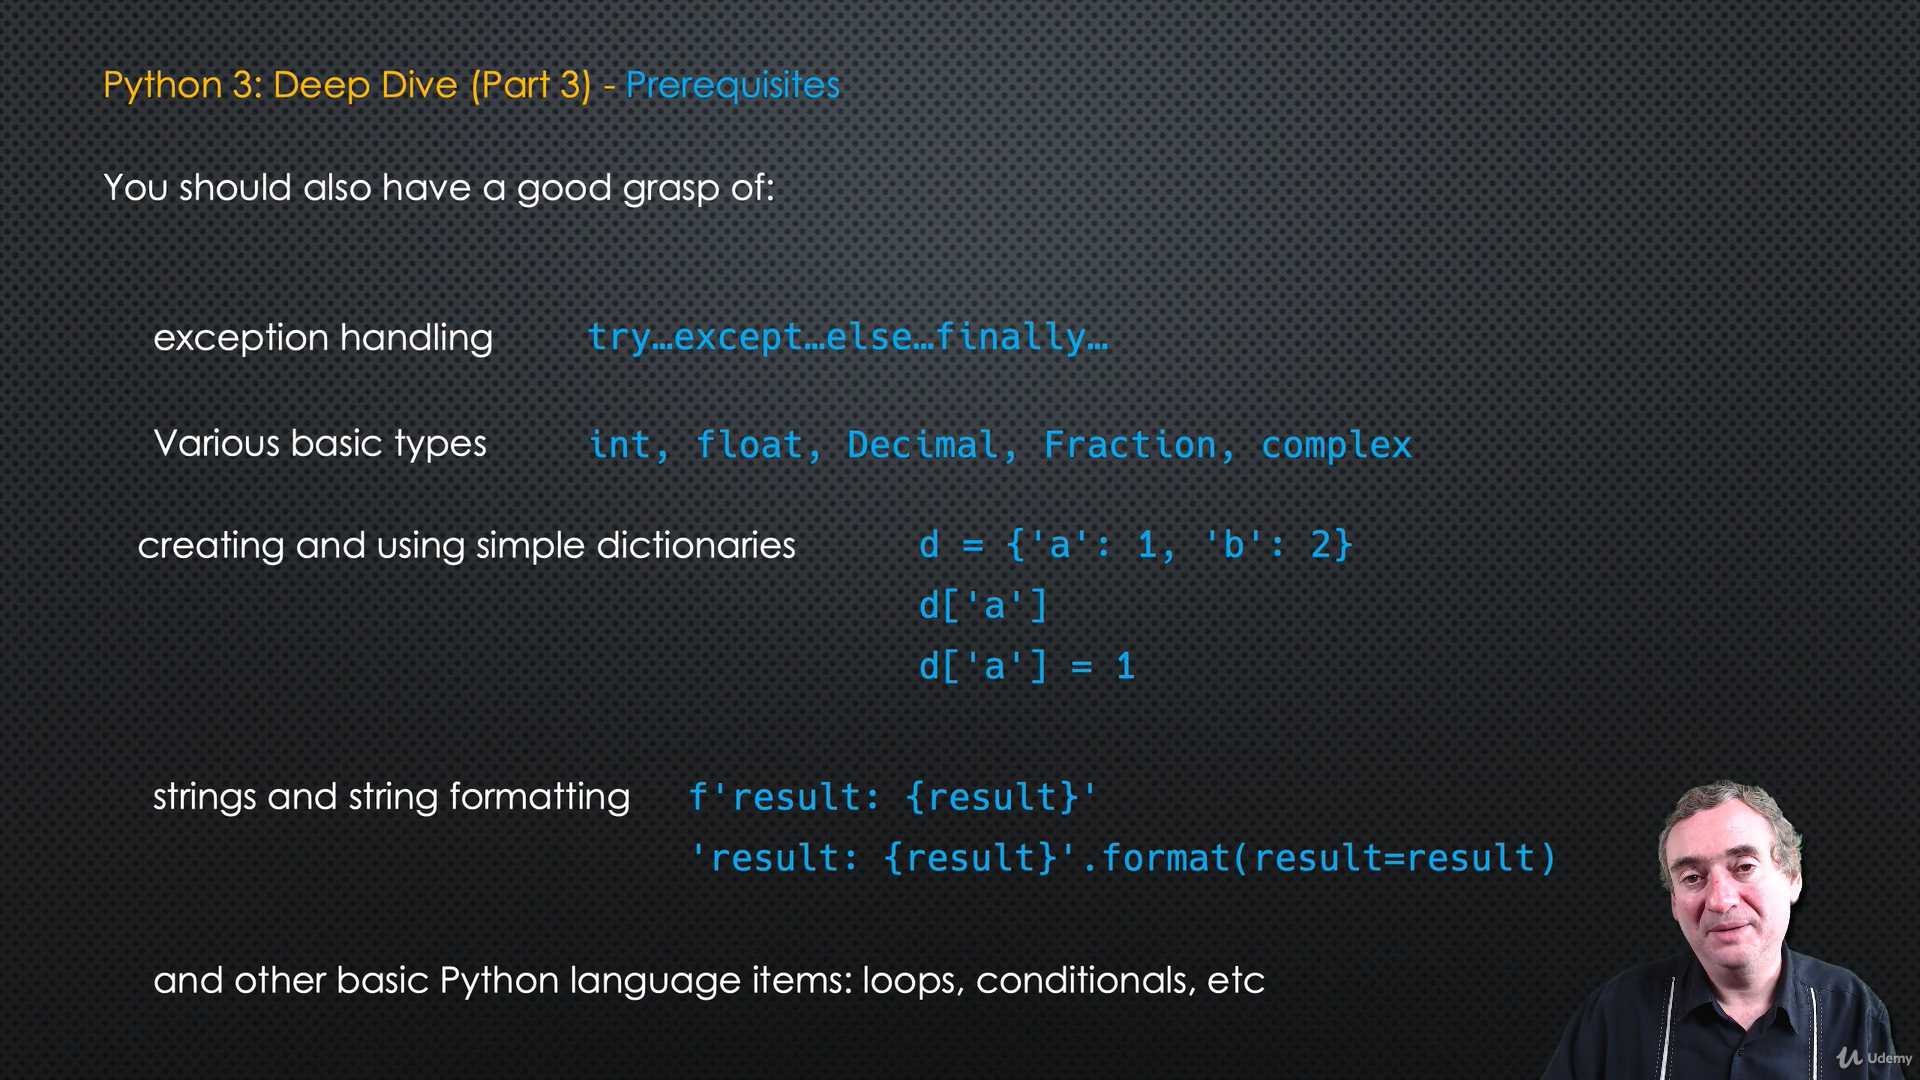 Python 3: Deep Dive (Part 3) - Prerequisites
You should also have a good grasp of:
exception handling try…except…else…finally…
Various basic types int, float, Decimal, Fraction, complex
creating and using simple dictionaries d = {'a': 1, 'b': 2}
d['a']
d['a'] = 1
strings and string formatting f'result: {result}'
'result: {result}'.format(result=result)
and other basic Python language items: loops, conditionals, etc
Udemy